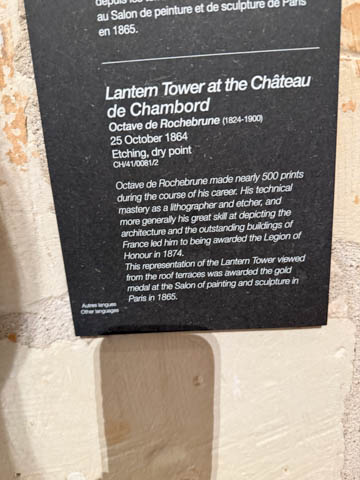 depuis les
au Salon de peinture et de sculpture de Paris
en 1865.
Lantern Tower at the Château
de Chambord
Octave de Rochebrune (1824-1900)
25 October 1864
Etching, dry point
CH/41/0081/2
Octave de Rochebrune made nearly 500 prints
during the course of his career. His technical
mastery as a lithographer and etcher, and
more generally his great skill at depicting the
architecture and the outstanding buildings of
France led him to being awarded the Legion of
Honour in 1874.
This representation of the Lantern Tower viewed
from the roof terraces was awarded the gold
medal at the Salon of painting and sculpture in
Paris in 1865.
Autres langues
Other languages